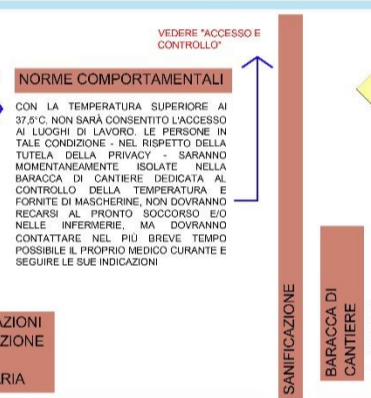 VEDERE "ACCESSO E
CONTROLLO"
NORME COMPORTAMENTALI
CON LA TEMPERATURA SUPERIORE AI
37,5°C, NON SARÀ CONSENTITO L'ACCESSO
AI LUOGHI DI LAVORO. LE PERSONE IN
TALE CONDIZIONE - NEL RISPETTO DELLA
TUTELA DELLA PRIVACY - SARANNO
MOMENTANEAMENTE ISOLATE NELLA
BARACCA DI CANTIERE DEDICATA AL
CONTROLLO DELLA TEMPERATURA E
FORNITE DI MASCHERINE, NON DOVRANNO
RECARSI AL PRONTO SOCCORSO E/O
NELLE INFERMERIE, MA DOVRANNO
CONTATTARE NEL PIÙ BREVE TEMPO
POSSIBILE IL PROPRIO MEDICO CURANTE E
SEGUIRE LE SUE INDICAZIONI
AZIONI
ZIONE
RIA
SANIFICAZIONE
BARACCA DI
CANTIERE